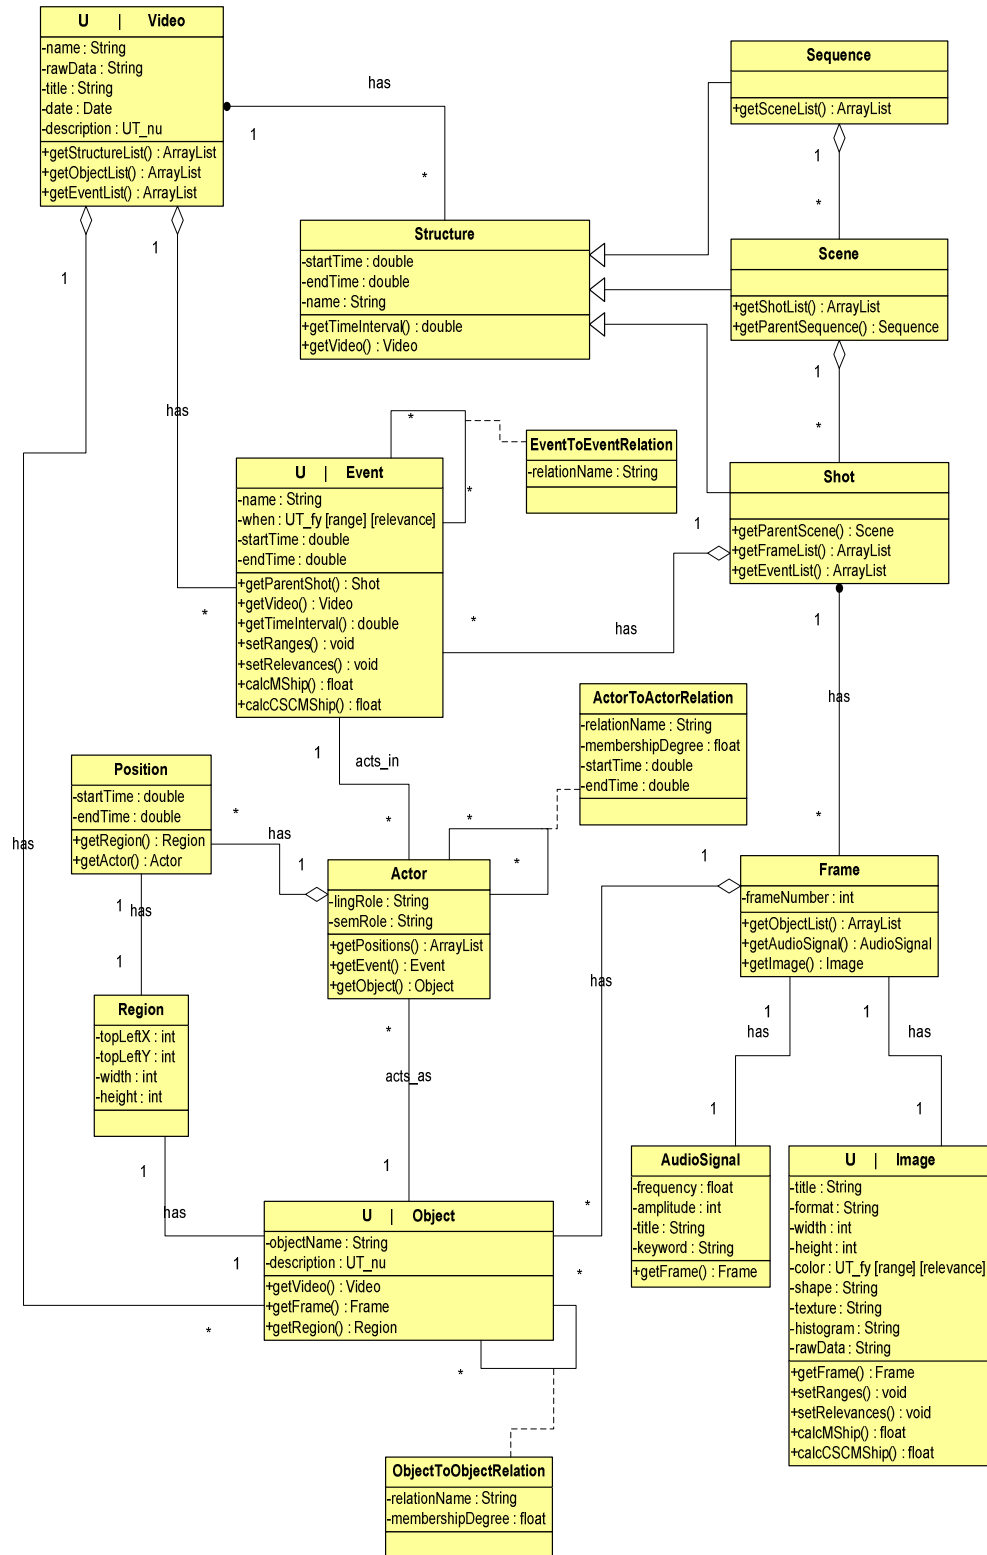 U | Video
-name : String
-rawData : String
-title : String
-date : Date
-description : UT_nu
+getStructureList() : ArrayList
+getObjectList() : ArrayList
+getEventList() : ArrayList
has
1
*
Sequence
+getSceneList() : ArrayList
1
*
Structure
-startTime : double
-endTime : double
-name : String
+getTimeInterval() : double
+getVideo() : Video
Scene
+getShotList() : ArrayList
+getParentSequence() : Sequence
1
*
1
1
has
*
*
*
EventToEventRelation
-relationName : String
U | Event
-name : String
-when : UT_fy [range] [relevance]
-startTime : double
-endTime : double
+getParentShot() : Shot
+getVideo() : Video
+getTimeInterval() : double
+setRanges() : void
+setRelevances() : void
+calcMShip() : float
+calcCSCMShip() : float
Shot
+getParentScene() : Scene
+getFrameList() : ArrayList
+getEventList() : ArrayList
1
*
has
1
has
*
ActorToActorRelation
-relationName : String
-membershipDegree : float
-startTime : double
-endTime : double
1
acts_in
*
*
*
Position
-startTime : double
-endTime : double
+getRegion() : Region
+getActor() : Actor
*
has
1
has
Actor
-lingRole : String
-semRole : String
+getPositions() : ArrayList
+getEvent() : Event
+getObject() : Object
1
Frame
-frameNumber : int
+getObjectList() : ArrayList
+getAudioSignal() : AudioSignal
+getImage() : Image
1
has
1
has
Region
-topLeftX : int
-topLeftY : int
-width : int
-height : int
*
acts_as
1
1
has
1
1
has
1
1
has
1
*
*
*
*
U | Object
-objectName : String
-description : UT_nu
+getVideo() : Video
+getFrame() : Frame
+getRegion() : Region
AudioSignal
-frequency : float
-amplitude : int
-title : String
-keyword : String
+getFrame() : Frame
U | Image
-title : String
-format : String
-width : int
-height : int
-color : UT_fy [range] [relevance]
-shape : String
-texture : String
-histogram : String
-rawData : String
+getFrame() : Frame
+setRanges() : void
+setRelevances() : void
+calcMShip() : float
+calcCSCMShip() : float
ObjectToObjectRelation
-relationName : String
-membershipDegree : float